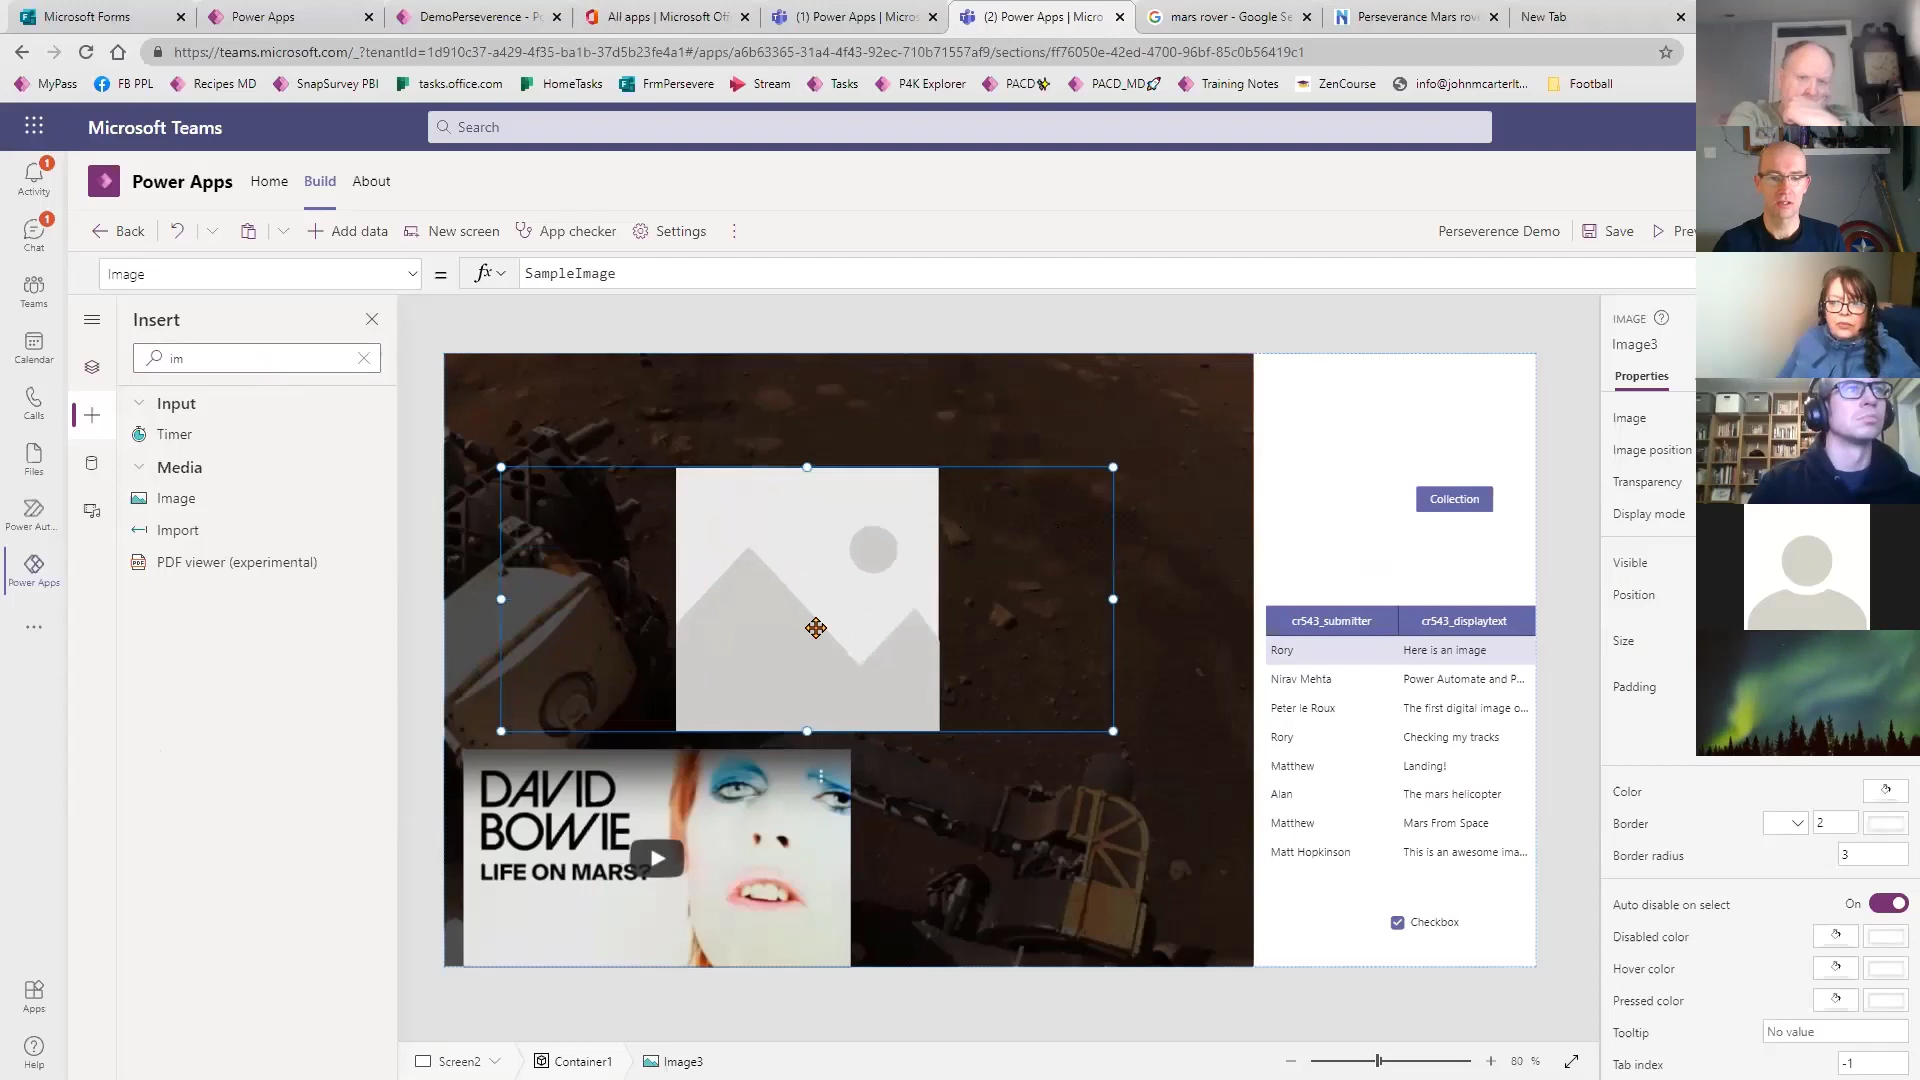 Microsoft Forms
Power Apps
DemoPerseverence - Po
All apps | Microsoft Off
(1) Power Apps | Micros
(2) Power Apps | Micro
mars rover - Google Se
Perseverance Mars rov
New Tab
https://teams.microsoft.com/_?tenantId=1d910c37-a429-4f35-ba1b-37d5b23fe4a1#/apps/a6b63365-31a4-4f43-92ec-710b71557af9/sections/ff76050e-42ed-4700-96bf-85c0b56419c1
MyPass
FB PPL
Recipes MD
SnapSurvey PBI
tasks.office.com
HomeTasks
FrmPersevere
Stream
Tasks
P4K Explorer
PACD✨
PACD_MD🚀
Training Notes
ZenCourse
info@johnmcarterlt...
Football
Microsoft Teams
Search
Activity
1
Chat
1
Teams
Calendar
Calls
Files
Power Aut...
Power Apps
Apps
Help
Power Apps
Home
Build
About
Back
Add data
New screen
App checker
Settings
Perseverence Demo
Save
Pre
Image
=
fx
SampleImage
Insert
im
Input
Timer
Media
Image
Import
PDF viewer (experimental)
DAVID
BOWIE
LIFE ON MARS?
Collection
cr543_submitter
cr543_displaytext
Rory
Here is an image
Nirav Mehta
Power Automate and P...
Peter le Roux
The first digital image o...
Rory
Checking my tracks
Matthew
Landing!
Alan
The mars helicopter
Matthew
Mars From Space
Matt Hopkinson
This is an awesome ima...
Checkbox
IMAGE
Image3
Properties
Image
Image position
Transparency
Display mode
Visible
Position
Size
Padding
Color
Border
2
Border radius
3
Auto disable on select
On
Disabled color
Hover color
Pressed color
Tooltip
No value
Tab index
-1
Screen2
Container1
Image3
80 %